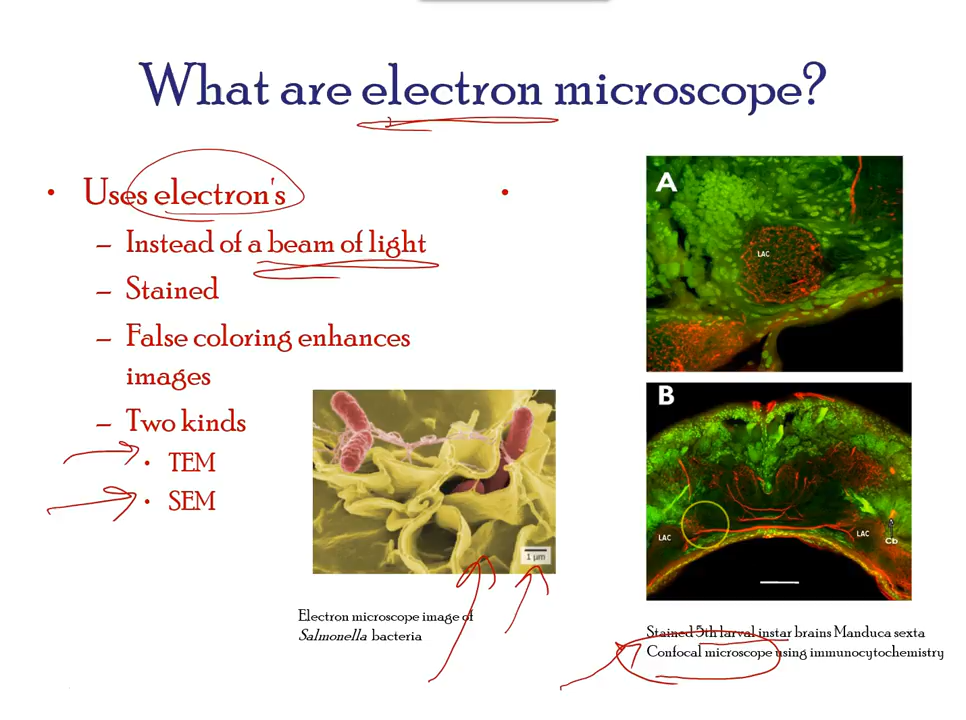 What are electron microscope?
• Uses electron's
– Instead of a beam of light
– Stained
– False coloring enhances
images
– Two kinds
• TEM
• SEM
•
1 μm
Electron microscope image of
Salmonella bacteria
A
LAC
B
LAC
LAC
Cb
Stained 5th larval instar brains Manduca sexta
Confocal microscope using immunocytochemistry